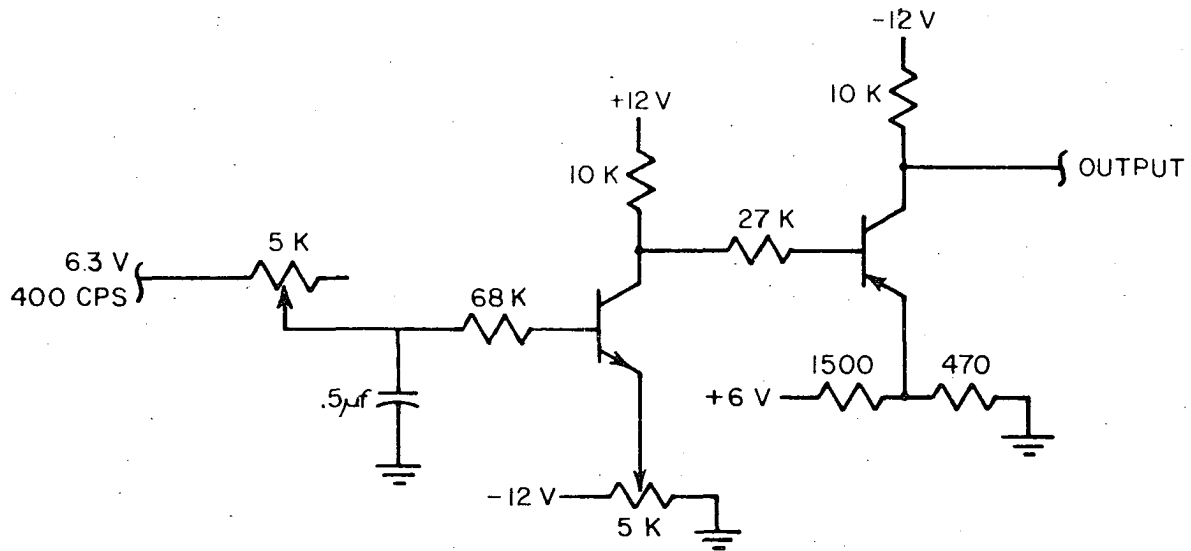 -12 V
10 K
OUTPUT
+12 V
10 K
27 K
5 K
6.3 V
400 CPS
68 K
.5μf
1500
470
+6 V
-12 V
5 K